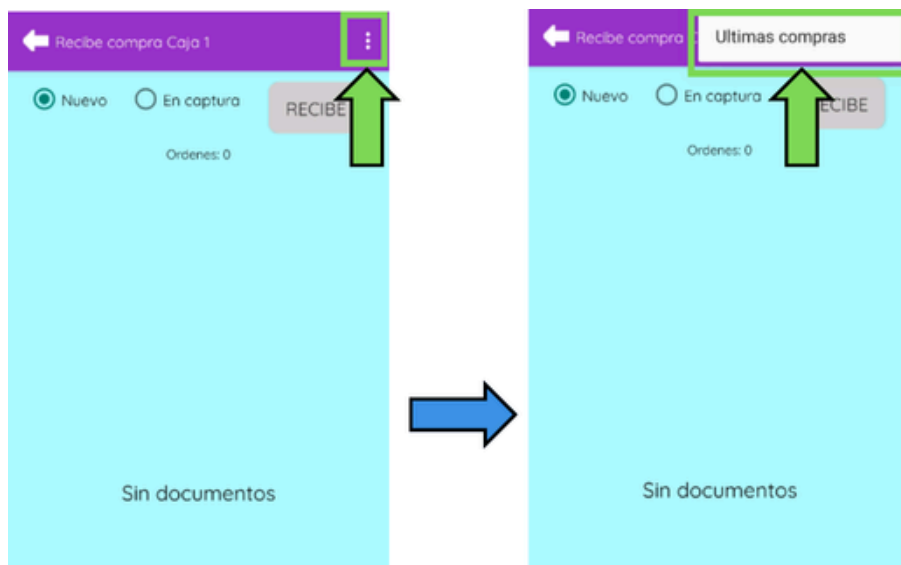 Recibe compra Caja 1
Nuevo
En captura
RECIBE
Ordenes: 0
Sin documentos
Recibe compra
Ultimas compras
Nuevo
En captura
ECIBE
Ordenes: 0
Sin documentos